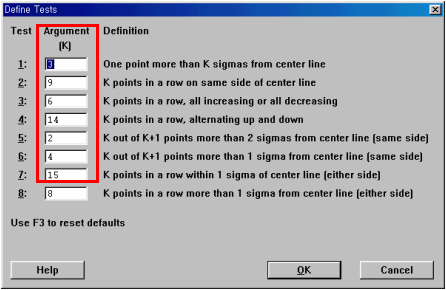 Define Tests
Test Argument Definition
(K)
1: 3 One point more than K sigmas from center line
2: 9 K points in a row on same side of center line
3: 6 K points in a row, all increasing or all decreasing
4: 14 K points in a row, alternating up and down
5: 2 K out of K+1 points more than 2 sigmas from center line (same side)
6: 4 K out of K+1 points more than 1 sigma from center line (same side)
7: 15 K points in a row within 1 sigma of center line (either side)
8: 8 K points in a row more than 1 sigma from center line (either side)
Use F3 to reset defaults
Help OK Cancel